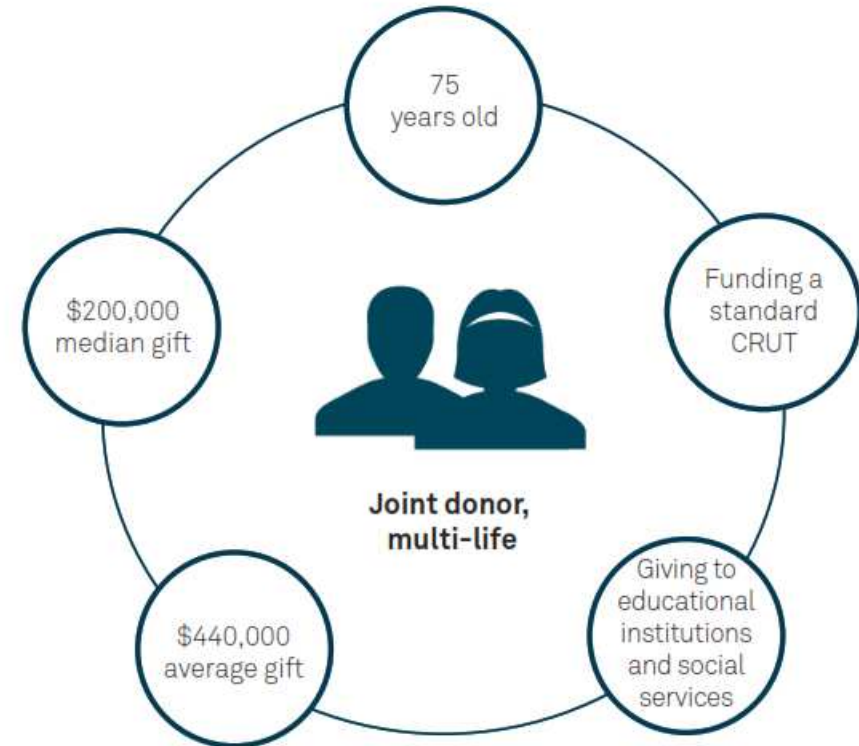 75
years old
Funding a
standard
CRUT
Giving to
educational
institutions
and social
services
$440,000
average gift
$200,000
median gift
Joint donor,
multi-life